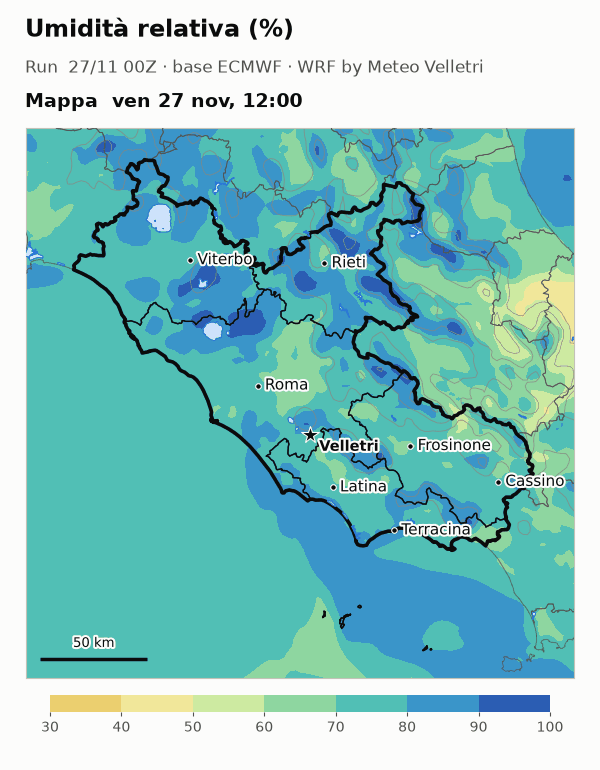 Umidità relativa (%)
Run  27/11 00Z · base ECMWF · WRF by Meteo Velletri
Mappa  ven 27 nov, 12:00
Viterbo
Rieti
Roma
Velletri
Frosinone
Cassino
Latina
Terracina
50 km
30 40 50 60 70 80 90 100